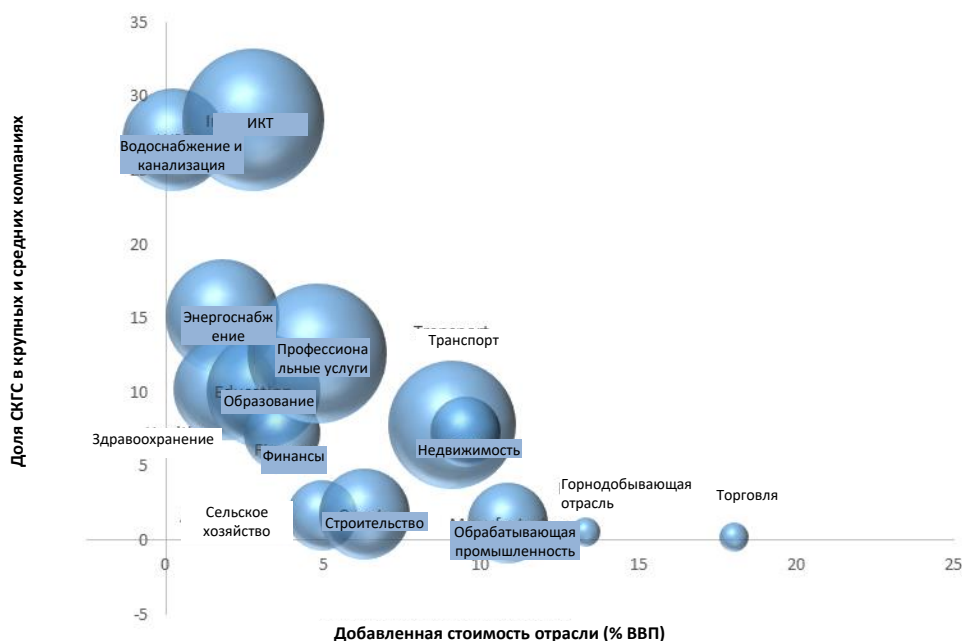 Доля СКГС в крупных и средних компаниях
35
30
20
15
10
5
0
-5
0
5
10
15
20
25
ИКТ
Водоснабжение и
канализация
Энергоснабж
ение
Профессиона
льные услуги
Транспорт
Образование
Здравоохранение
Финансы
Недвижимость
Сельское
хозяйство
Строительство
Обрабатывающая
промышленность
Горнодобывающая
отрасль
Торговля
Добавленная стоимость отрасли (% ВВП)